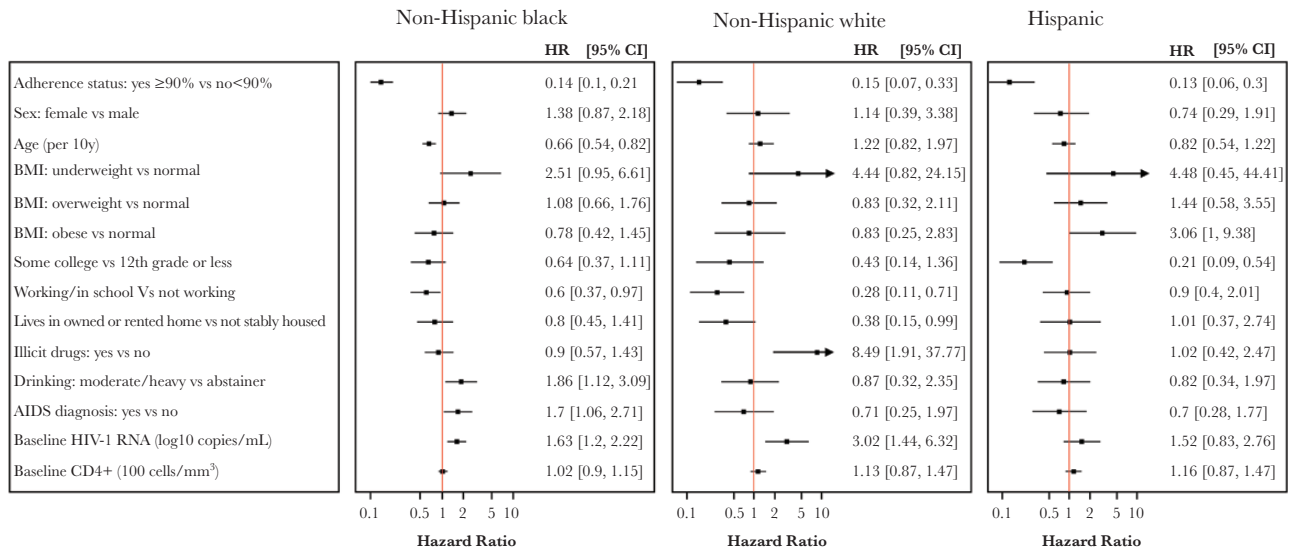 Non-Hispanic black Non-Hispanic white Hispanic
HR [95% CI] HR [95% CI] HR [95% CI]
Adherence status: yes ≥90% vs no<90% 0.14 [0.1, 0.21 0.15 [0.07, 0.33] 0.13 [0.06, 0.3]
Sex: female vs male 1.38 [0.87, 2.18] 1.14 [0.39, 3.38] 0.74 [0.29, 1.91]
Age (per 10y) 0.66 [0.54, 0.82] 1.22 [0.82, 1.97] 0.82 [0.54, 1.22]
BMI: underweight vs normal 2.51 [0.95, 6.61] 4.44 [0.82, 24.15] 4.48 [0.45, 44.41]
BMI: overweight vs normal 1.08 [0.66, 1.76] 0.83 [0.32, 2.11] 1.44 [0.58, 3.55]
BMI: obese vs normal 0.78 [0.42, 1.45] 0.83 [0.25, 2.83] 3.06 [1, 9.38]
Some college vs 12th grade or less 0.64 [0.37, 1.11] 0.43 [0.14, 1.36] 0.21 [0.09, 0.54]
Working/in school Vs not working 0.6 [0.37, 0.97] 0.28 [0.11, 0.71] 0.9 [0.4, 2.01]
Lives in owned or rented home vs not stably housed 0.8 [0.45, 1.41] 0.38 [0.15, 0.99] 1.01 [0.37, 2.74]
Illicit drugs: yes vs no 0.9 [0.57, 1.43] 8.49 [1.91, 37.77] 1.02 [0.42, 2.47]
Drinking: moderate/heavy vs abstainer 1.86 [1.12, 3.09] 0.87 [0.32, 2.35] 0.82 [0.34, 1.97]
AIDS diagnosis: yes vs no 1.7 [1.06, 2.71] 0.71 [0.25, 1.97] 0.7 [0.28, 1.77]
Baseline HIV-1 RNA (log10 copies/mL) 1.63 [1.2, 2.22] 3.02 [1.44, 6.32] 1.52 [0.83, 2.76]
Baseline CD4+ (100 cells/mm³) 1.02 [0.9, 1.15] 1.13 [0.87, 1.47] 1.16 [0.87, 1.47]
0.1 0.5 1 2 5 10 0.1 0.5 1 2 5 10 0.1 0.5 1 2 5 10
Hazard Ratio Hazard Ratio Hazard Ratio